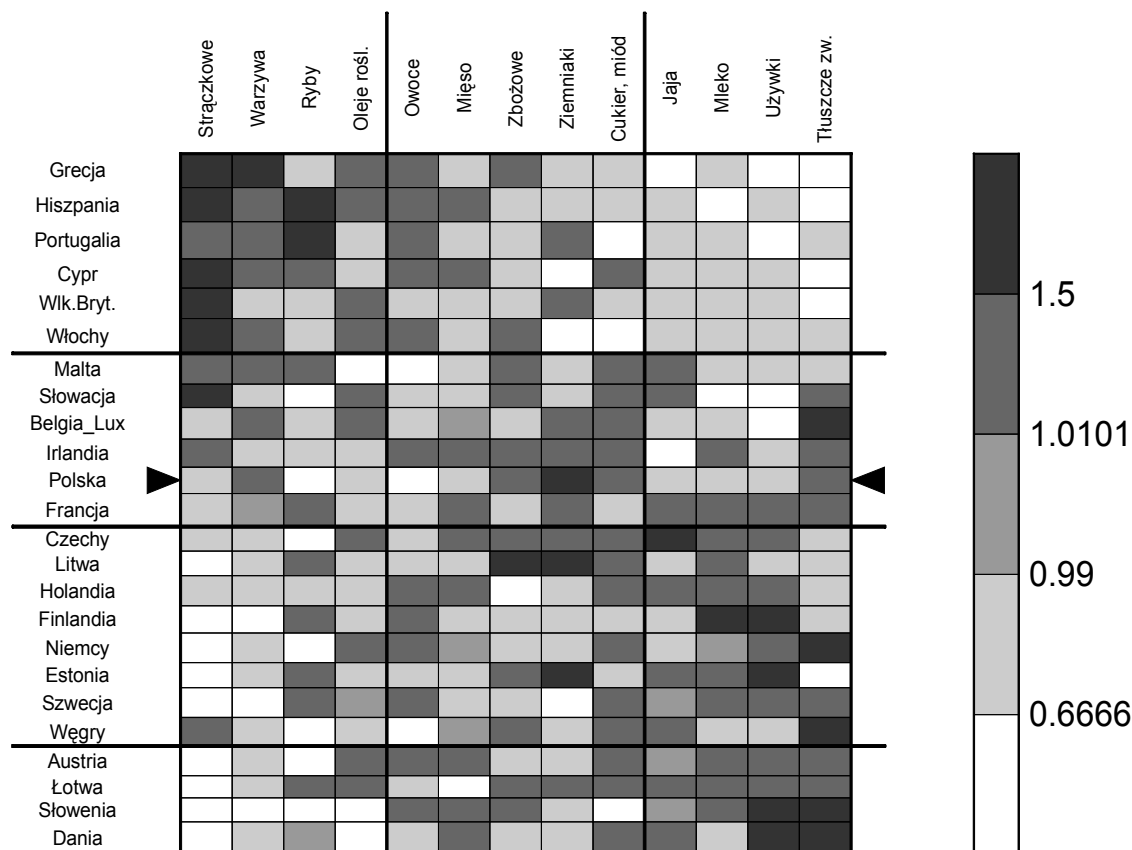 Strączkowe
Warzywa
Ryby
Oleje rośl.
Owoce
Mięso
Zbożowe
Ziemniaki
Cukier, miód
Jaja
Mleko
Używki
Tłuszcze zw.
Grecja
Hiszpania
Portugalia
Cypr
Wlk.Bryt.
Włochy
Malta
Słowacja
Belgia_Lux
Irlandia
Polska
Francja
Czechy
Litwa
Holandia
Finlandia
Niemcy
Estonia
Szwecja
Węgry
Austria
Łotwa
Słowenia
Dania
1.5
1.0101
0.99
0.6666